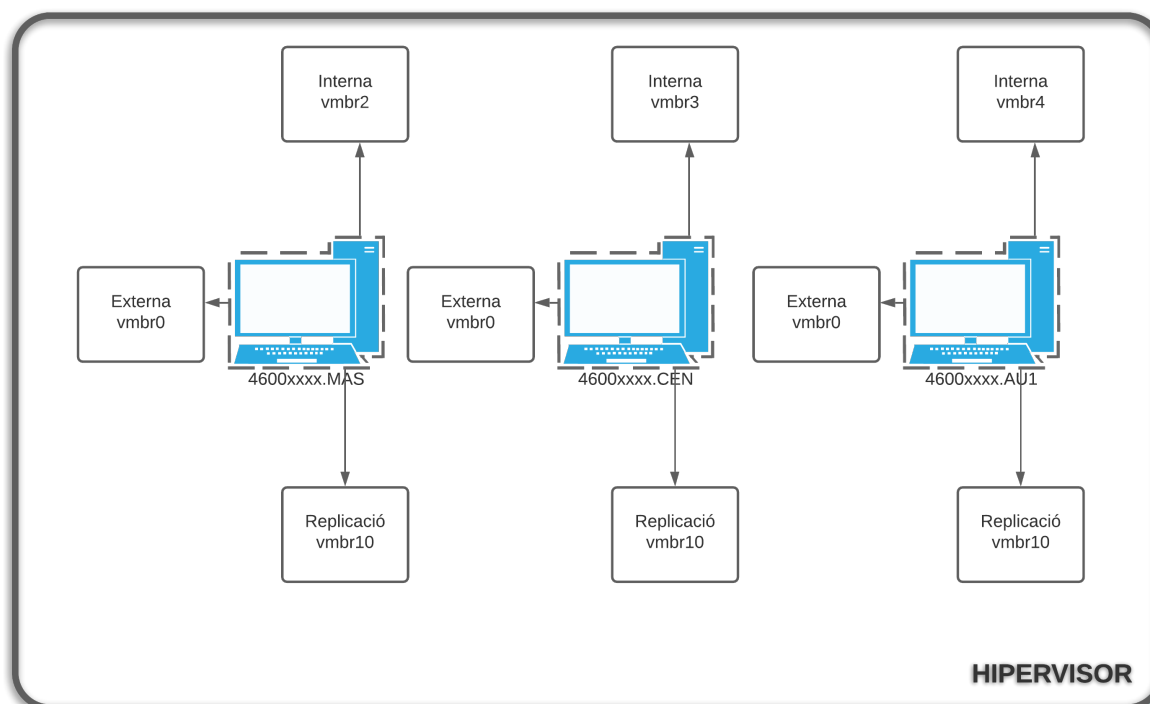 Interna
vmbr2
Interna
vmbr3
Interna
vmbr4
Externa
vmbr0
Externa
vmbr0
Externa
vmbr0
4600xxxx.MAS
4600xxxx.CEN
4600xxxx.AU1
Replicació
vmbr10
Replicació
vmbr10
Replicació
vmbr10
HIPERVISOR